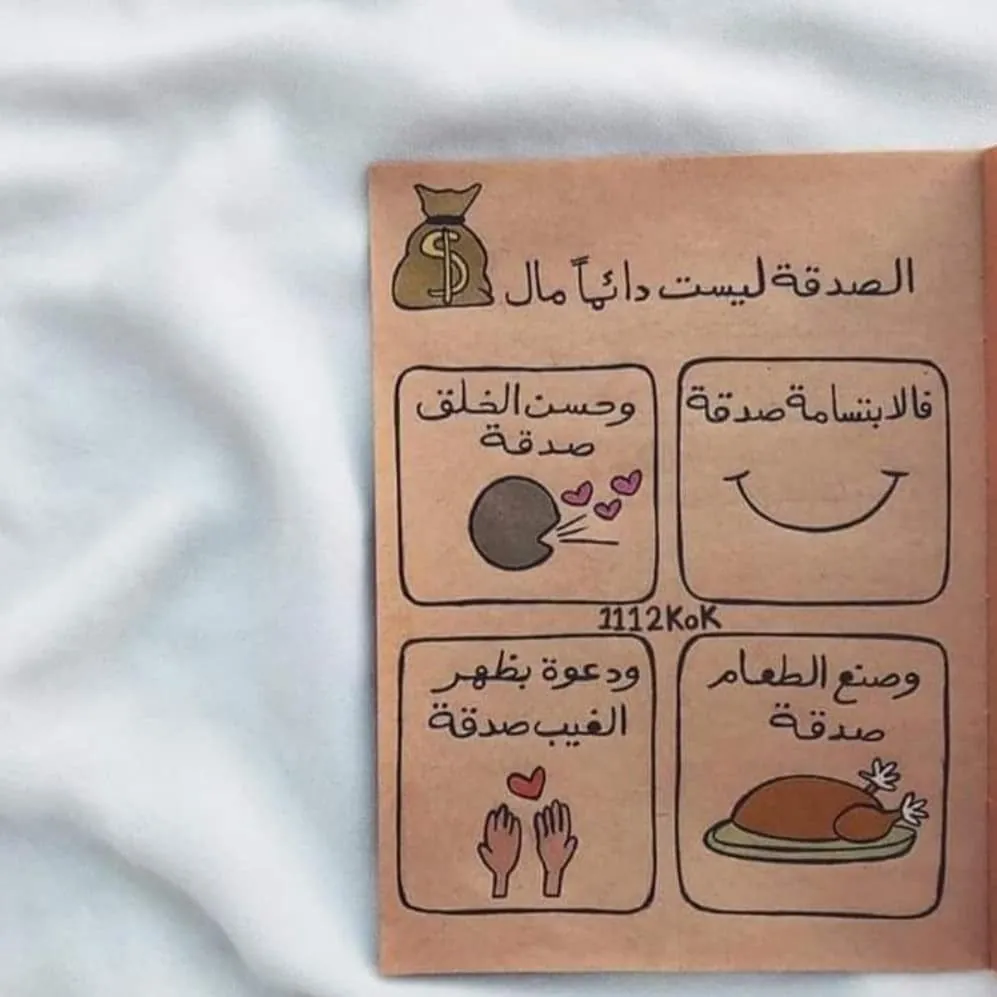 الصدقة ليست دائماً مال
فالابتسامة صدقة
وحسن الخلق
صدقة
1112KoK
وصنع الطعام
صدقة
ودعوة بظهر
الغيب صدقة